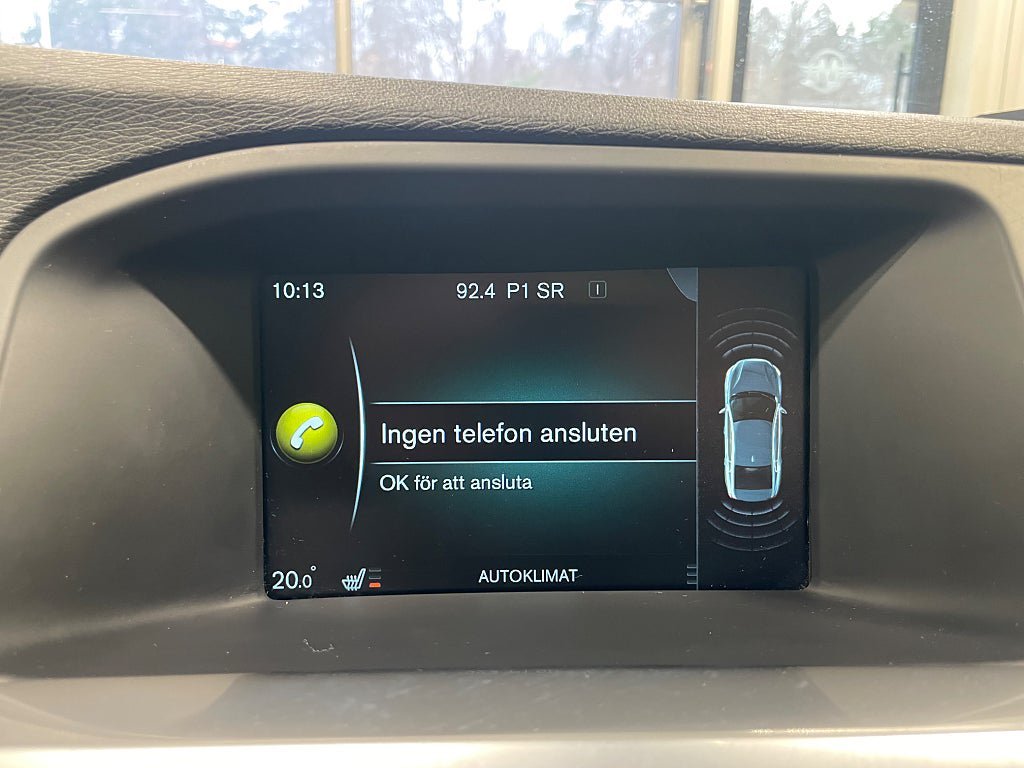 10:13 92.4 P1 SR I
Ingen telefon ansluten
OK för att ansluta
20.0° AUTOKLIMAT